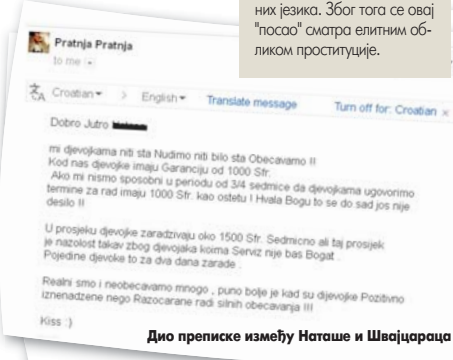 них језика. Због тога се овај
"посао" сматра елитним об-
ликом проституције.
Pratnja Pratnja
to me
Croatian > English Translate message Turn off for: Croatian ×
Dobro Jutro
mi djevojkama niti sta Nudimo niti bilo sta Obecavamo !!
Kod nas djevojke imaju Garanciju od 1000 Sfr.
Ako mi nismo sposobni u periodu od 3/4 sedmice da djevojkama ugovorimo
termine za rad imaju 1000 Sfr. kao ostetu ! Hvala Bogu to se do sad jos nije
desilo !!
U prosjeku djevojke zaradzivaju oko 1500 Sfr. Sedmicno ali taj prosijek
je nazolost takav zbog djevojaka koima Serviz nije bas Bogat .
Pojedine djevoke to za dva dana zarade .
Realni smo i neobecavamo mnogo , puno bolje je kad su dijevojke Pozitivno
iznenadzene nego Razocarane radi silnih obecavanja !!!
Kiss :)
Дио преписке између Наташе и Швајцараца